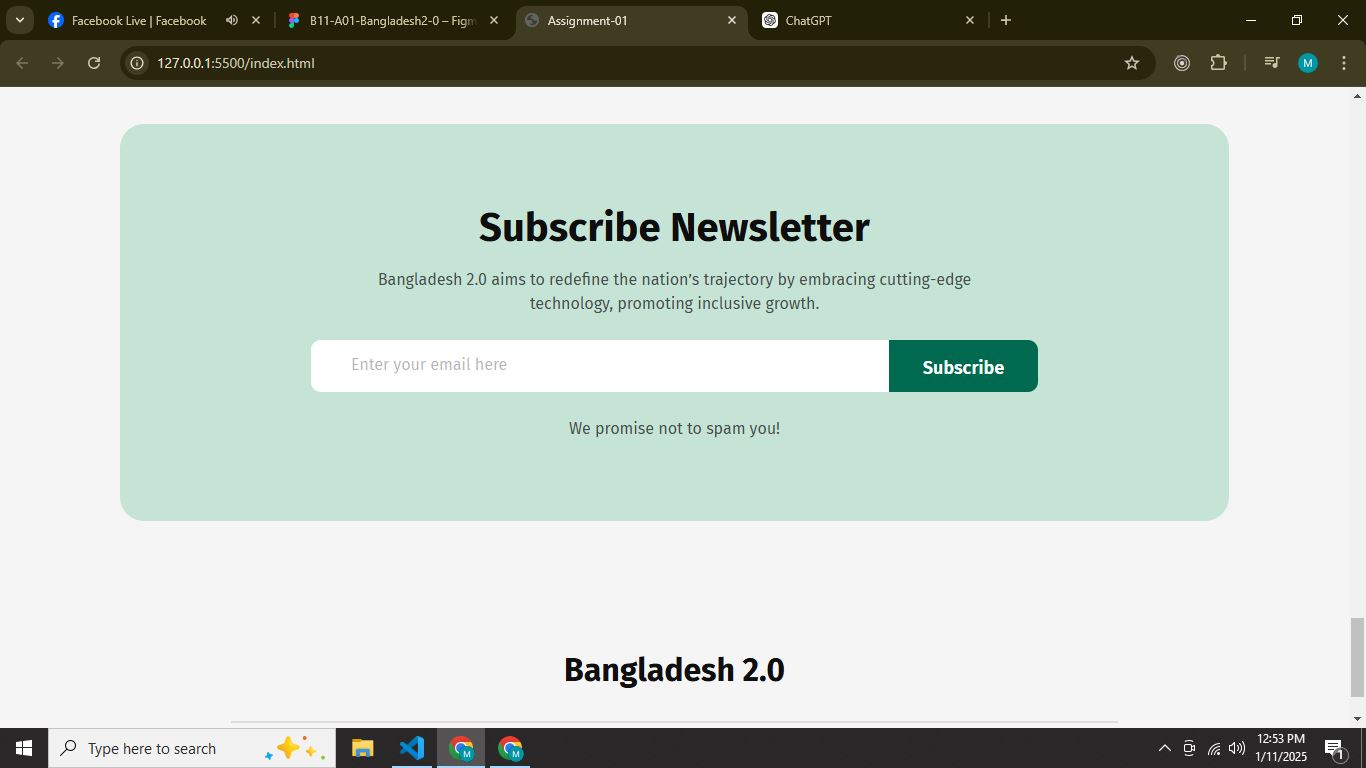 Facebook Live | Facebook
B11-A01-Bangladesh2-0 – Figm
Assignment-01
ChatGPT
127.0.0.1:5500/index.html
M
Subscribe Newsletter
Bangladesh 2.0 aims to redefine the nation’s trajectory by embracing cutting-edge
technology, promoting inclusive growth.
Enter your email here
Subscribe
We promise not to spam you!
Bangladesh 2.0
Type here to search
M
M
12:53 PM
1/11/2025
1